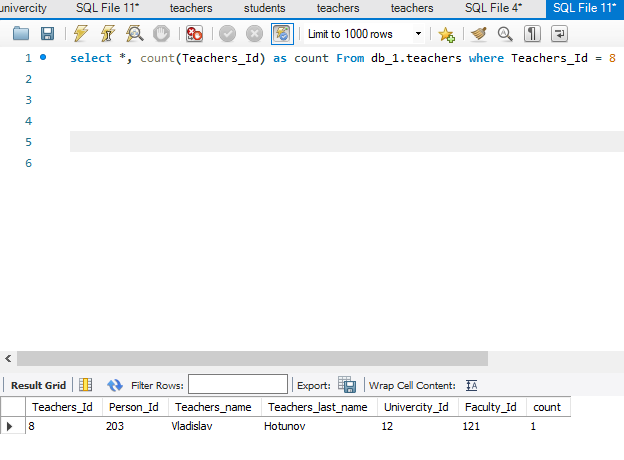 univercity SQL File 11* teachers students teachers teachers SQL File 4* SQL File 11*
Limit to 1000 rows
1 select *, count(Teachers_Id) as count From db_1.teachers where Teachers_Id = 8
2
3
4
5
6
Result Grid Filter Rows: Export: Wrap Cell Content:
Teachers_Id Person_Id Teachers_name Teachers_last_name Univercity_Id Faculty_Id count
8 203 Vladislav Hotunov 12 121 1